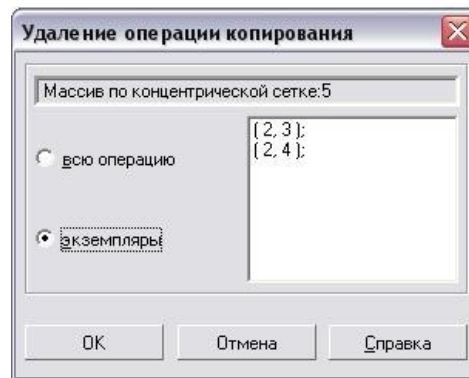 Удаление операции копирования
Массив по концентрической сетке:5
всю операцию
экземпляры
( 2, 3 );
( 2, 4 );
OK
Отмена
Справка